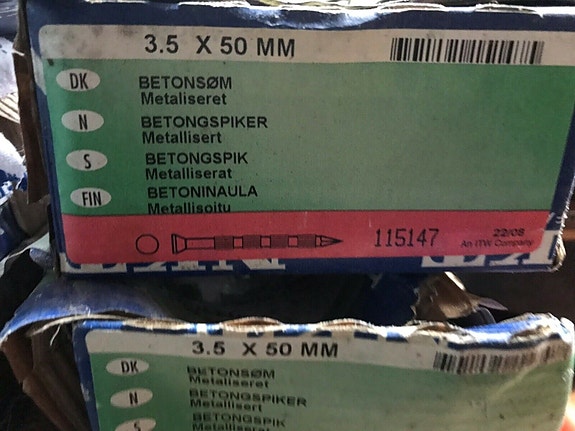 3.5 X 50 MM
DK BETONSØM
Metaliseret
N BETONGSPIKER
Metallisert
S BETONGSPIK
Metalliserat
FIN BETONINAULA
Metallisoitu
115147 22/08
An ITW Company
3.5 X 50 MM
DK BETONSØM
Metaliseret
N BETONGSPIKER
Metallisert
S BETONGSPIK
Metalliserat